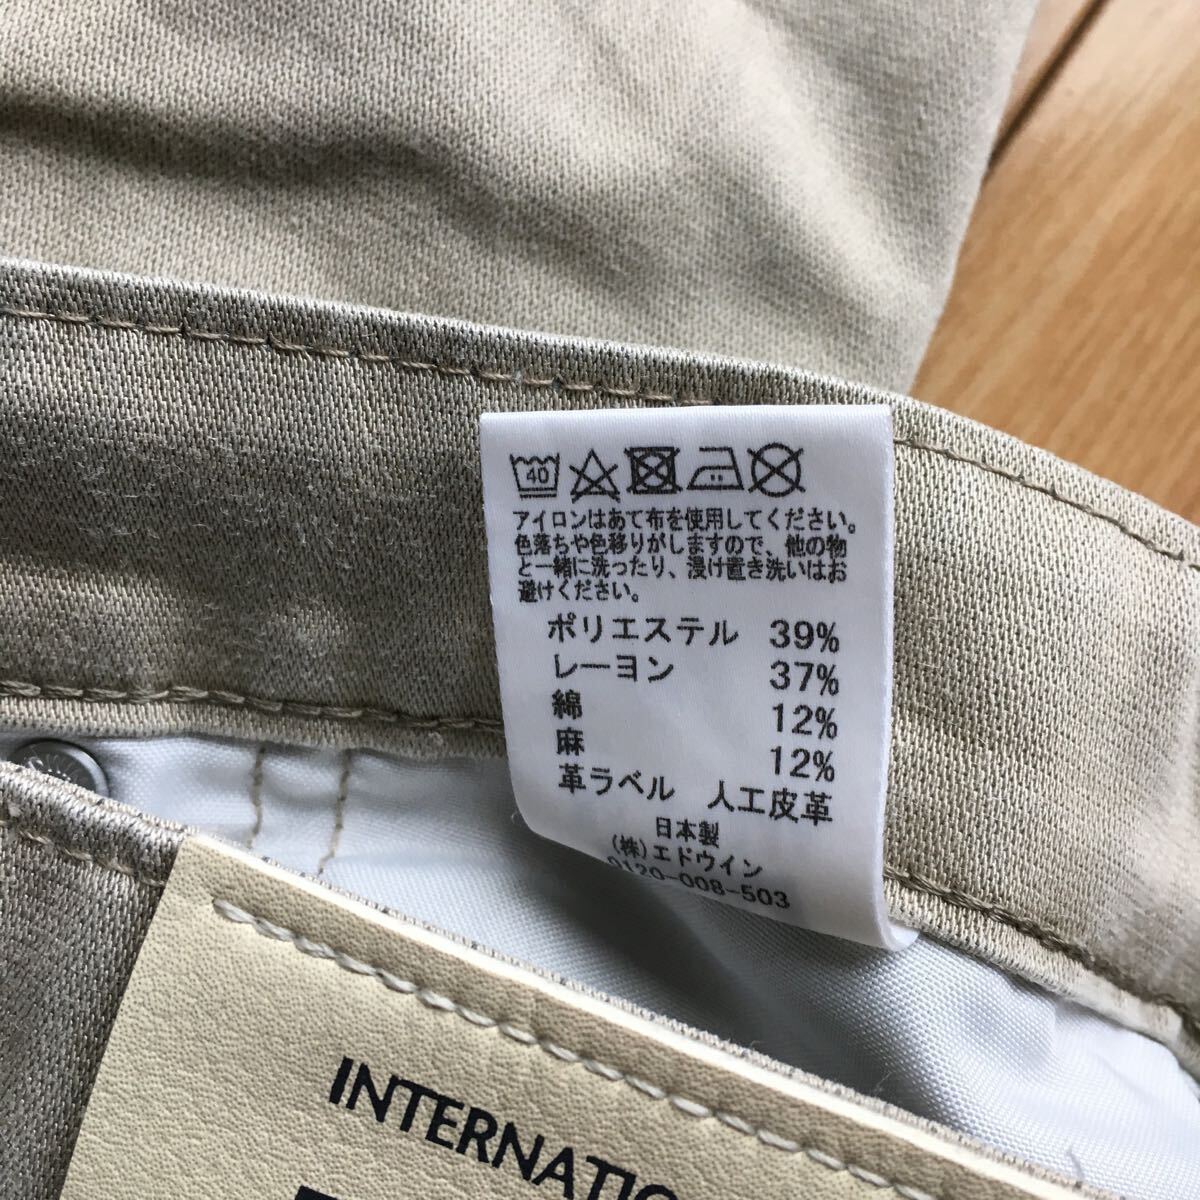 40
アイロンはあて布を使用してください。
色落ちや色移りがしますので、他の物
と一緒に洗ったり、浸け置き洗いはお
避けください。
ポリエステル 39%
レーヨン 37%
綿 12%
麻 12%
革ラベル 人工皮革
日本製
(株)エドウイン
0120-008-503
INTERNATIO